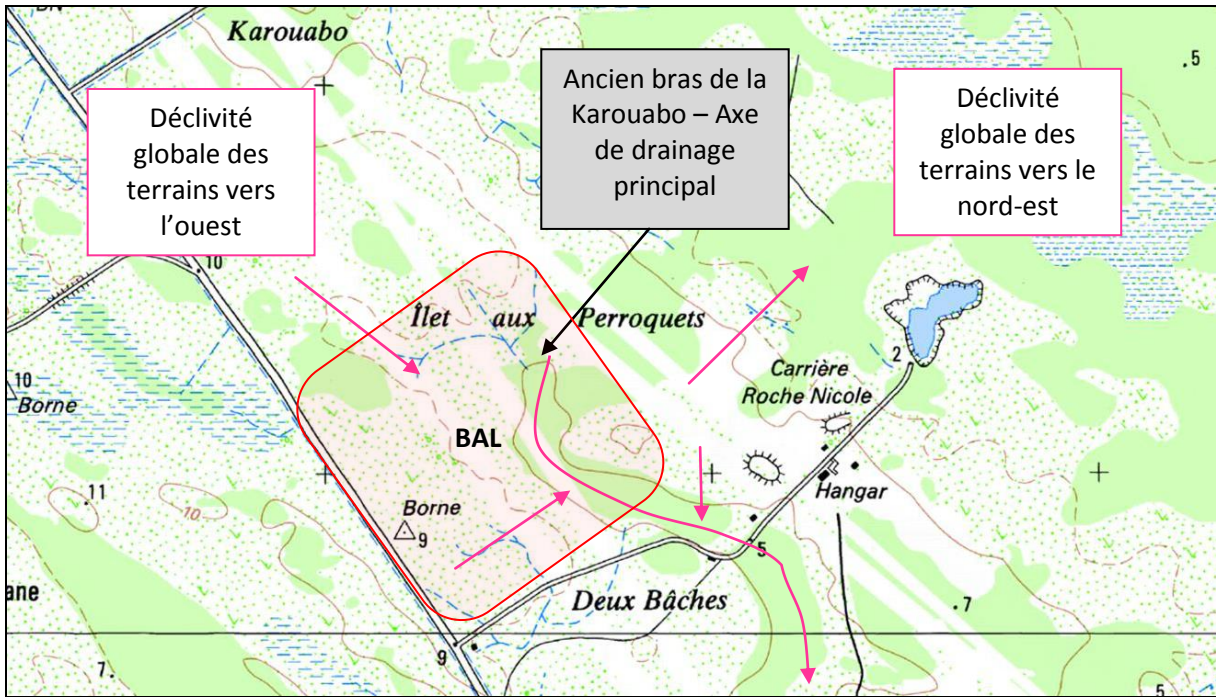 BN
Karouabo
.5
Déclivité
globale des
terrains vers
l'ouest
Ancien bras de la
Karouabo – Axe
de drainage
principal
Déclivité
globale des
terrains vers le
nord-est
10
Îlet aux Perroquets
2
Carrière
Roche Nicole
10
Borne
BAL
Hangar
.11
10
Borne
9
5
Deux Bâches
.7
ane
9
7.
5